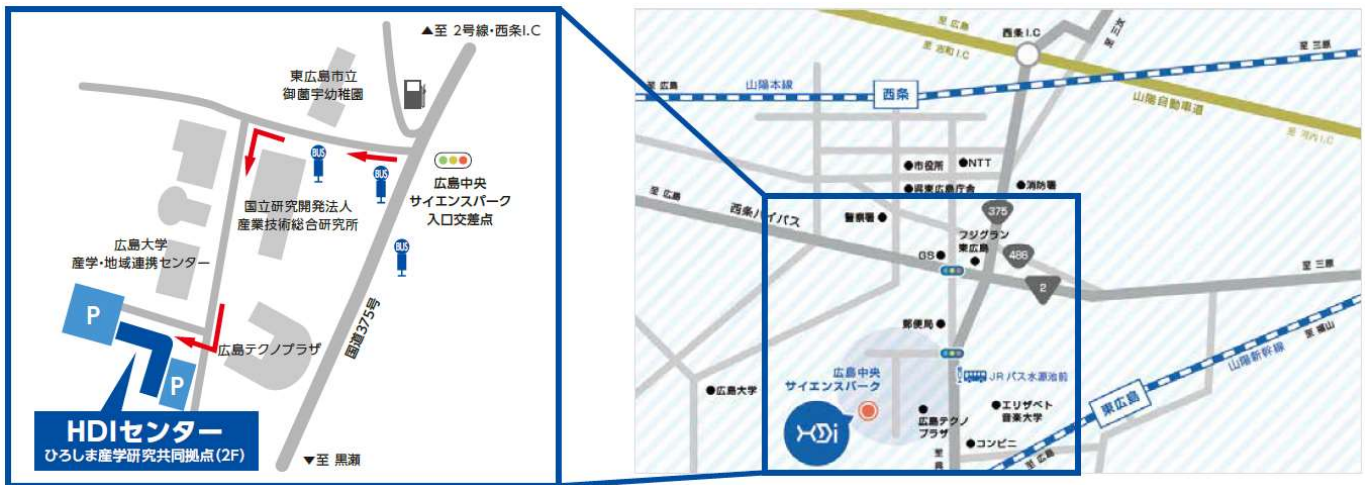 ▲至 2号線・西条I.C
東広島市立
御薗宇幼稚園
BUS
BUS
広島中央
サイエンスパーク
入口交差点
国立研究開発法人
産業技術総合研究所
BUS
広島大学
産学・地域連携センター
P
国道375号
広島テクノプラザ
P
HDIセンター
ひろしま産学研究共同拠点(2F)
▼至 黒瀬
至 広島
至 志和I.C
西条I.C
至 三次
至 三原
至 広島
山陽本線
西条
山陽自動車道
至 河内I.C
●市役所
●NTT
●県東広島庁舎
●消防署
至 広島
西条バイパス
警察署●
375
フジグラン
東広島
486
GS●
2
至 三原
郵便局●
至 福山
山陽新幹線
広島中央
サイエンスパーク
JRバス水源池前
●広島大学
東広島
HDi
広島テクノ
プラザ
●エリザベト
音楽大学
●コンビニ
至 広島